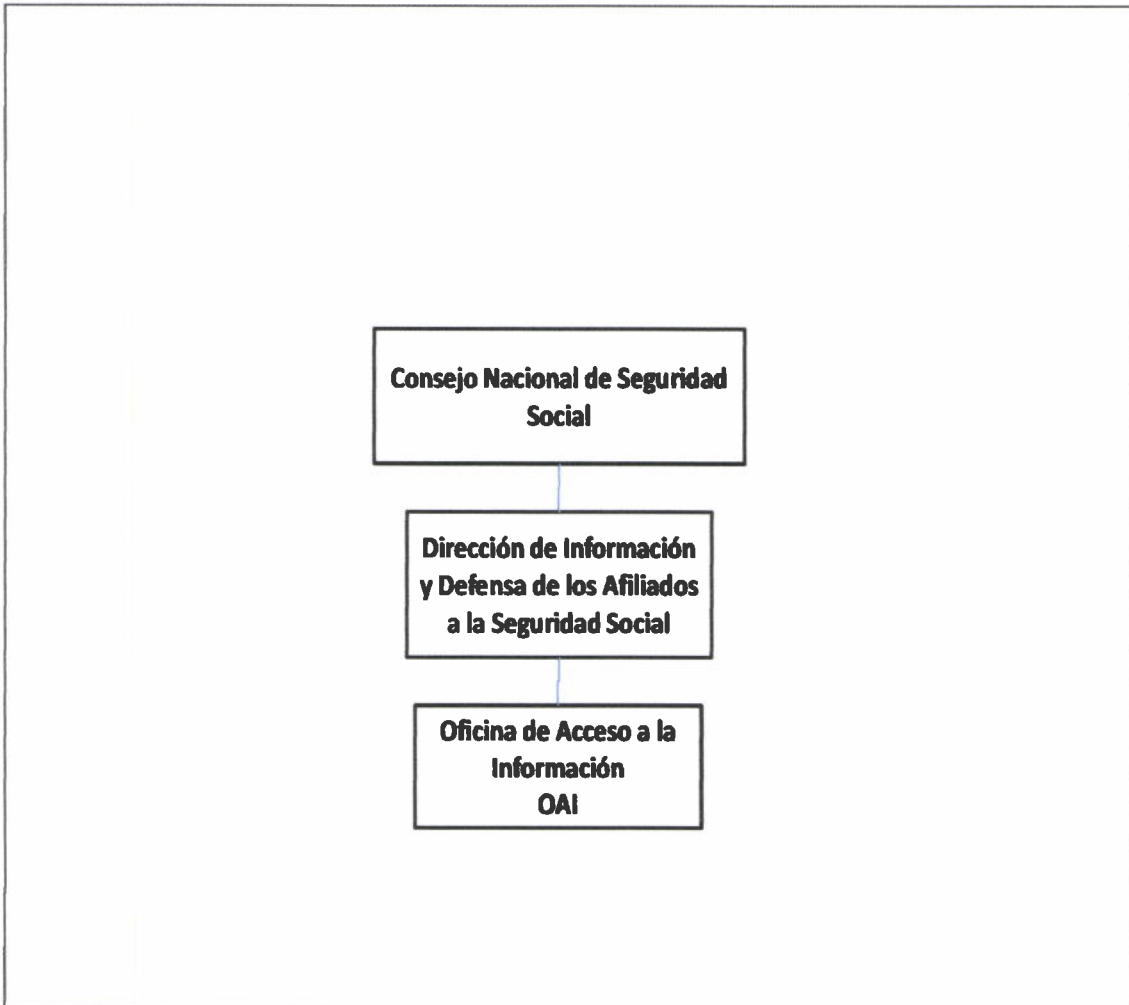 Consejo Nacional de Seguridad
Social
Dirección de Información
y Defensa de los Afiliados
a la Seguridad Social
Oficina de Acceso a la
Información
OAI